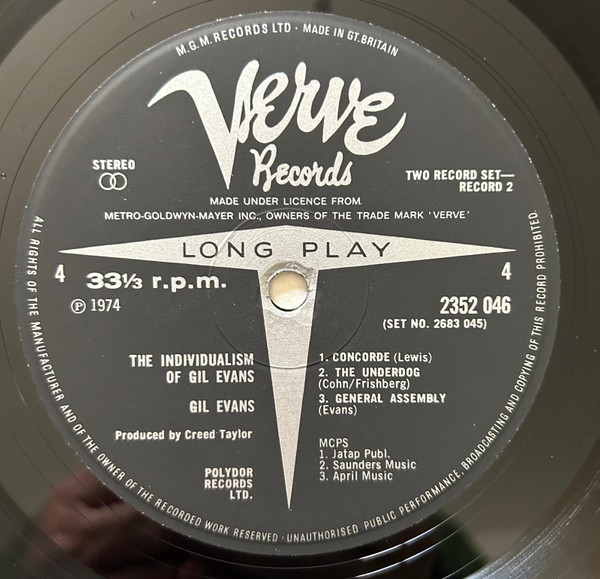 M.G.M. RECORDS LTD · MADE IN GT. BRITAIN
Verve
Records
STEREO
TWO RECORD SET—
RECORD 2
MADE UNDER LICENCE FROM
METRO-GOLDWYN-MAYER INC., OWNERS OF THE TRADE MARK 'VERVE'
LONG PLAY
4
33⅓ r.p.m.
4
Ⓟ 1974
2352 046
(SET NO. 2683 045)
THE INDIVIDUALISM
OF GIL EVANS
GIL EVANS
Produced by Creed Taylor
POLYDOR
RECORDS
LTD.
1. CONCORDE (Lewis)
2. THE UNDERDOG
(Cohn/Frishberg)
3. GENERAL ASSEMBLY
(Evans)
MCPS
1. Jatap Publ.
2. Saunders Music
3. April Music
ALL RIGHTS OF THE MANUFACTURER AND OF THE OWNER OF THE RECORDED WORK RESERVED · UNAUTHORISED PUBLIC PERFORMANCE, BROADCASTING AND COPYING OF THIS RECORD PROHIBITED